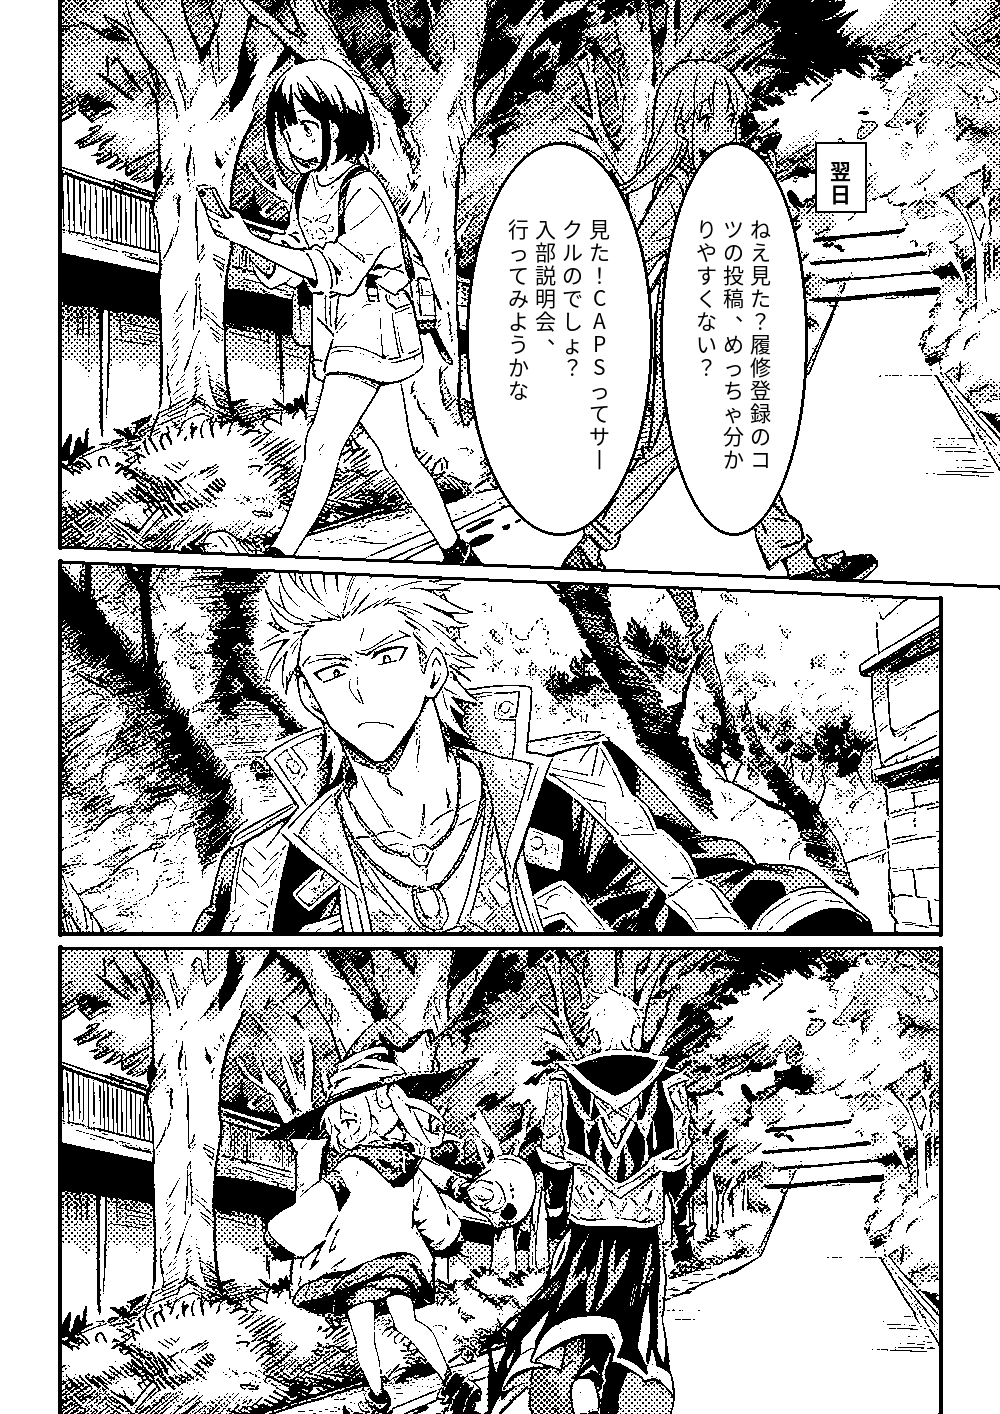 翌日
ねえ見た？履修登録のコ
ツの投稿、めっちゃ分か
りやすくない？
見た！CAPSってサー
クルのでしょ？
入部説明会、
行ってみようかな